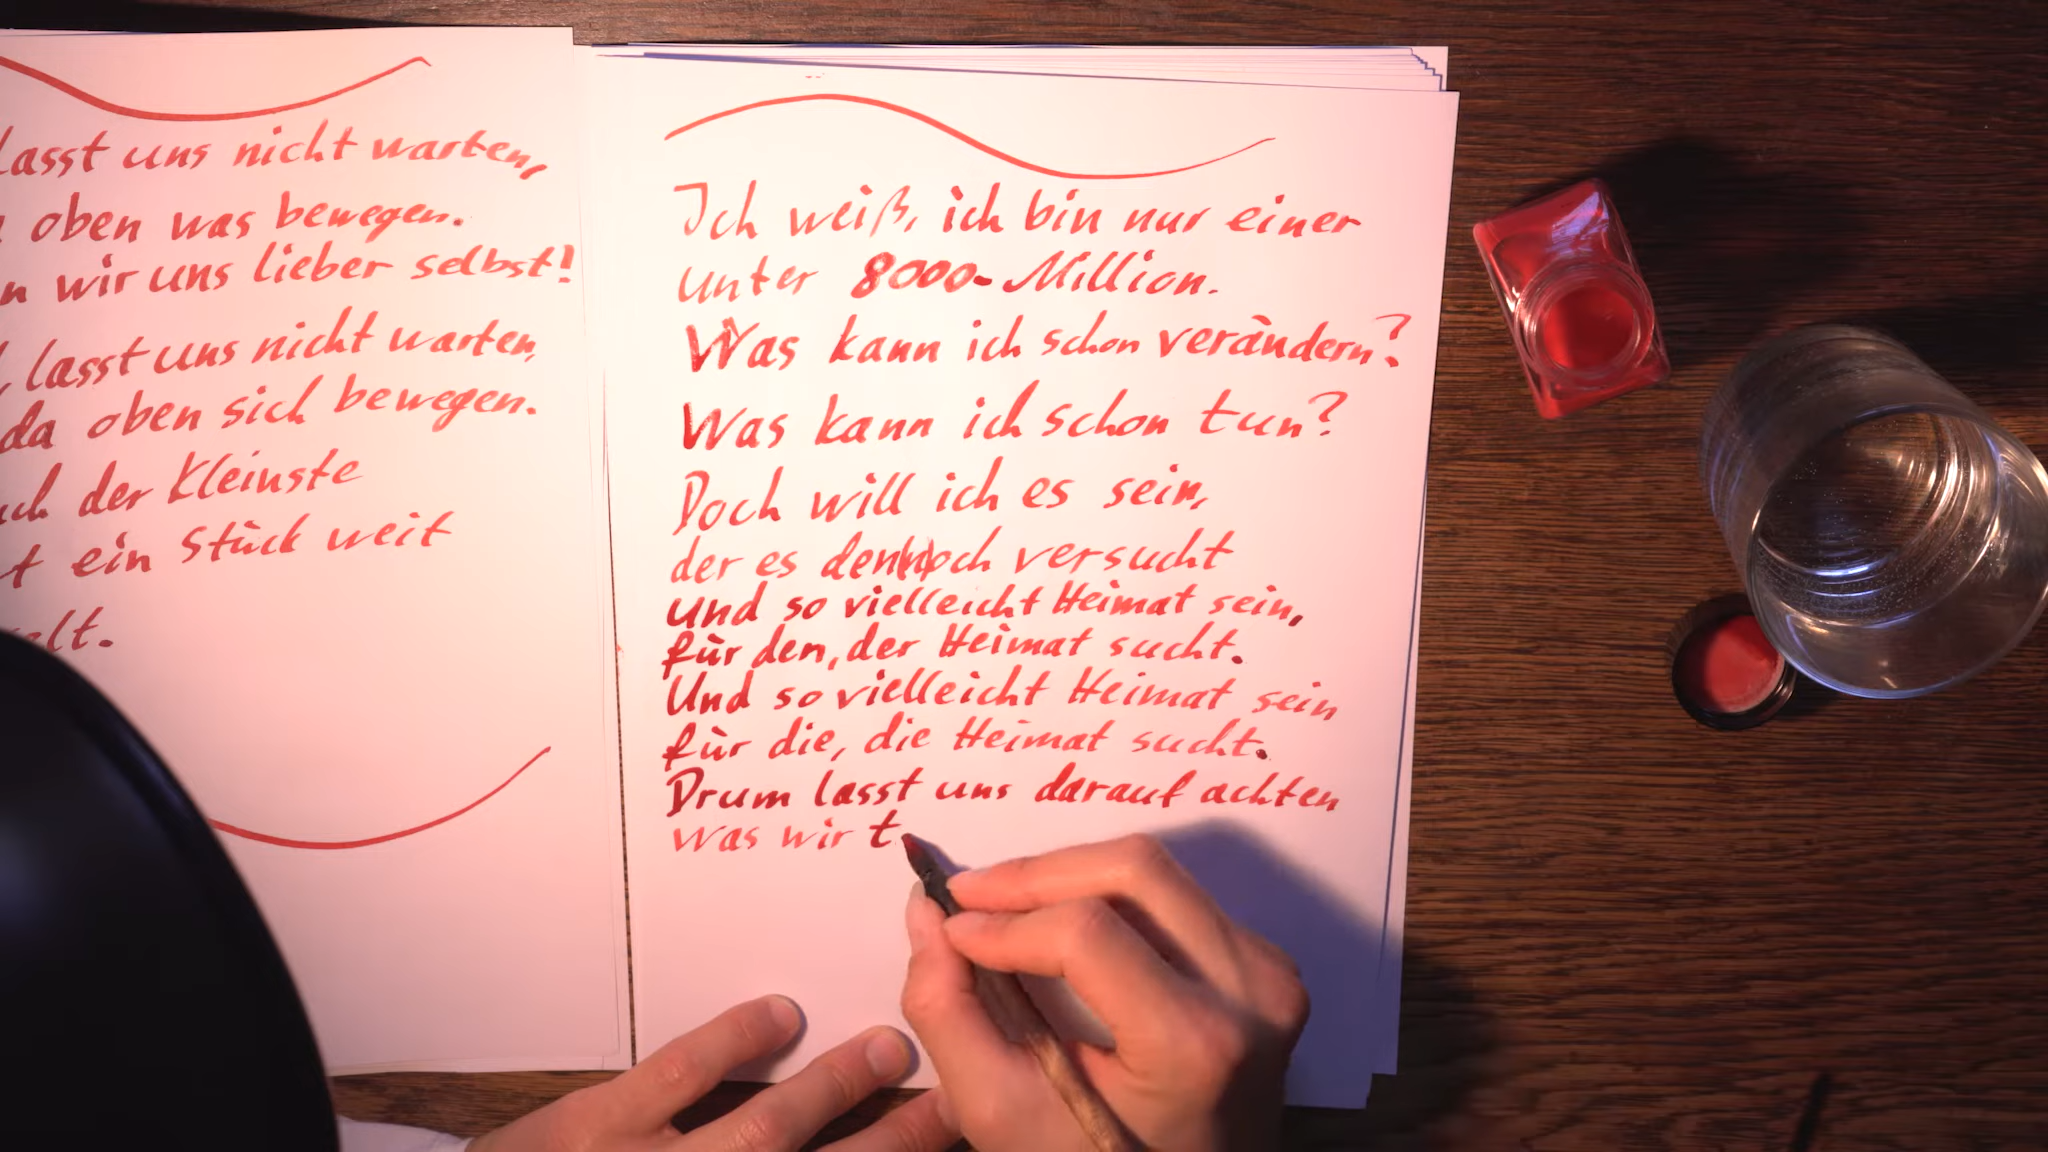 lasst uns nicht warten,
oben was bewegen.
wir uns lieber selbst!
lasst uns nicht warten,
da oben sich bewegen.
der Kleinste
ein Stück weit
Ich weiß, ich bin nur einer
unter 8000-Million.
Was kann ich schon verändern?
Was kann ich schon tun?
Doch will ich es sein,
der es dennoch versucht
und so vielleicht Heimat sein,
für den, der Heimat sucht.
Und so vielleicht Heimat sein
für die, die Heimat sucht.
Drum lasst uns darauf achten
was wir t